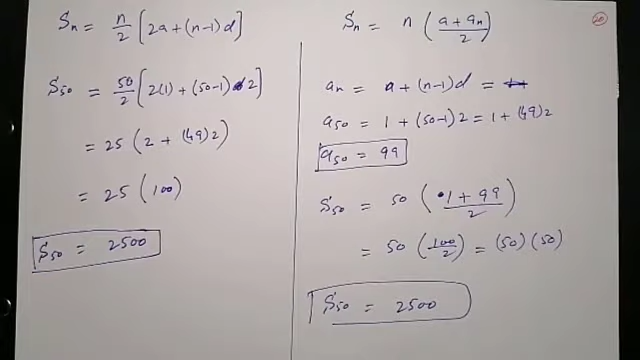 Sn = n/2 [2a + (n-1)d]
S50 = 50/2 [2(1) + (50-1) 2]
= 25 (2 + (49)2)
= 25 (100)
S50 = 2500
Sn = n (a + an / 2)
20
an = a + (n-1)d =
a50 = 1 + (50-1)2 = 1 + (49)2
a50 = 99
S50 = 50 (1 + 99 / 2)
= 50 (100/2) = (50)(50)
S50 = 2500